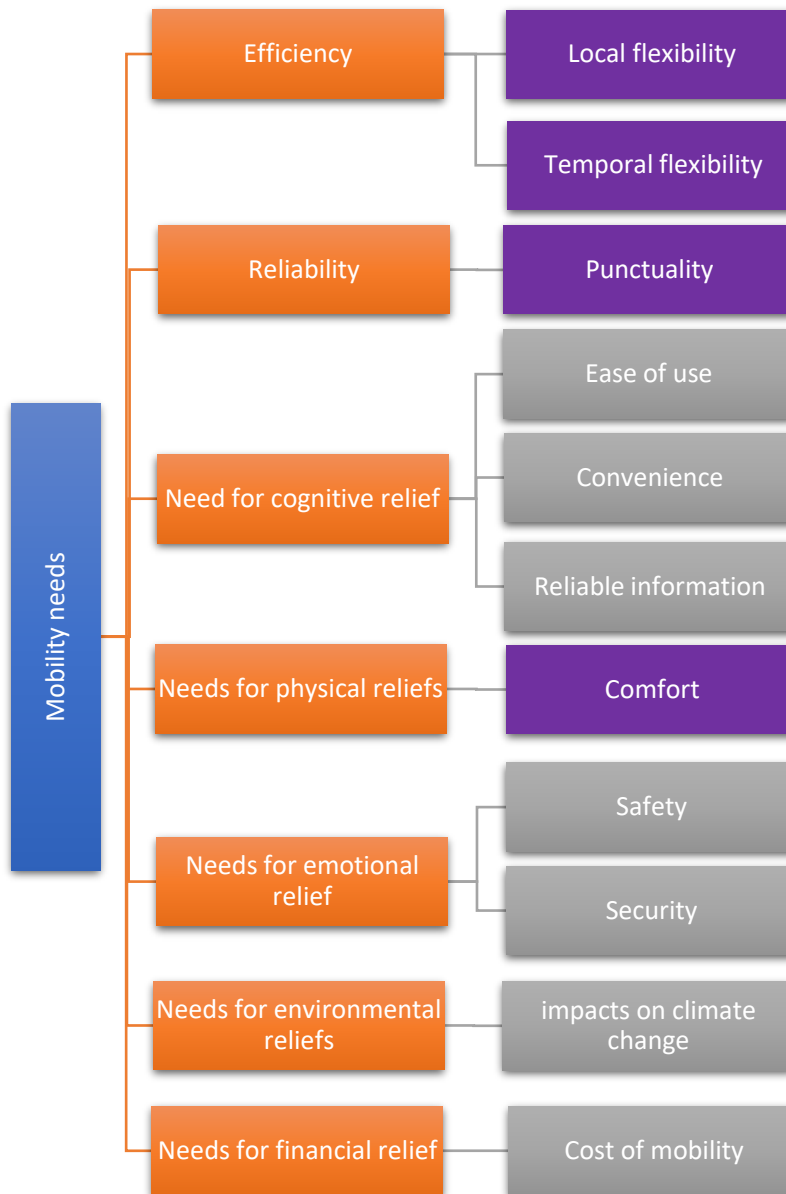 Mobility needs
Efficiency
Local flexibility
Temporal flexibility
Reliability
Punctuality
Need for cognitive relief
Ease of use
Convenience
Reliable information
Needs for physical reliefs
Comfort
Needs for emotional
relief
Safety
Security
Needs for environmental
reliefs
impacts on climate
change
Needs for financial relief
Cost of mobility